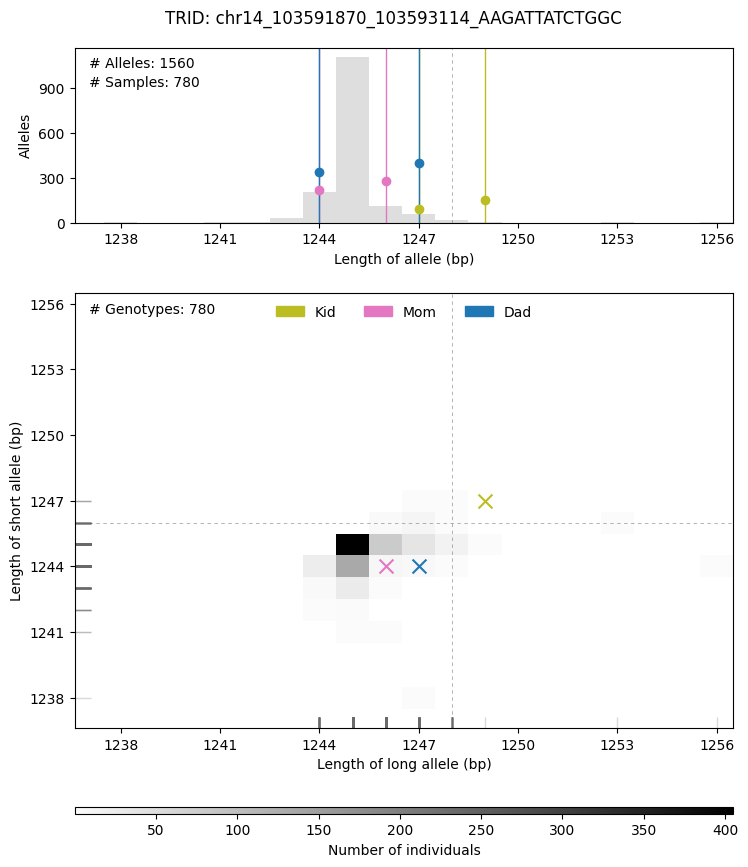 TRID: chr14_103591870_103593114_AAGATTATCTGGC
# Alleles: 1560
# Samples: 780
Alleles
900
600
300
0
1238 1241 1244 1247 1250 1253 1256
Length of allele (bp)
# Genotypes: 780
Kid Mom Dad
Length of short allele (bp)
1256
1253
1250
1247
1244
1241
1238
1238 1241 1244 1247 1250 1253 1256
Length of long allele (bp)
50 100 150 200 250 300 350 400
Number of individuals